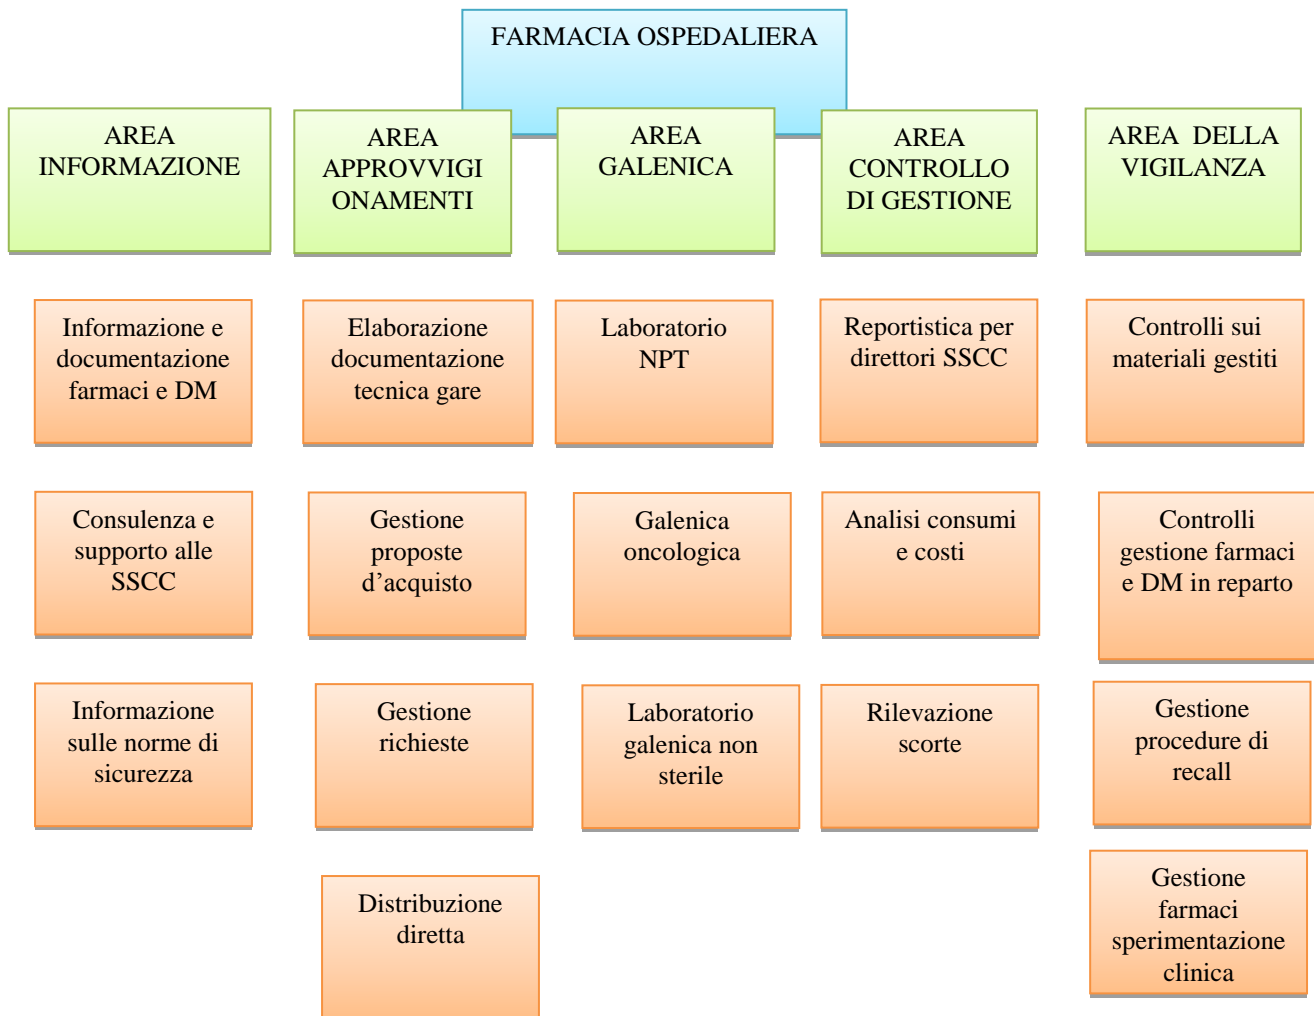 FARMACIA OSPEDALIERA
AREA
INFORMAZIONE
AREA
APPROVVIGI
ONAMENTI
AREA
GALENICA
AREA
CONTROLLO
DI GESTIONE
AREA DELLA
VIGILANZA
Informazione e
documentazione
farmaci e DM
Elaborazione
documentazione
tecnica gare
Laboratorio
NPT
Reportistica per
direttori SSCC
Controlli sui
materiali gestiti
Consulenza e
supporto alle
SSCC
Gestione
proposte
d’acquisto
Galenica
oncologica
Analisi consumi
e costi
Controlli
gestione farmaci
e DM in reparto
Informazione
sulle norme di
sicurezza
Gestione
richieste
Laboratorio
galenica non
sterile
Rilevazione
scorte
Gestione
procedure di
recall
Distribuzione
diretta
Gestione
farmaci
sperimentazione
clinica